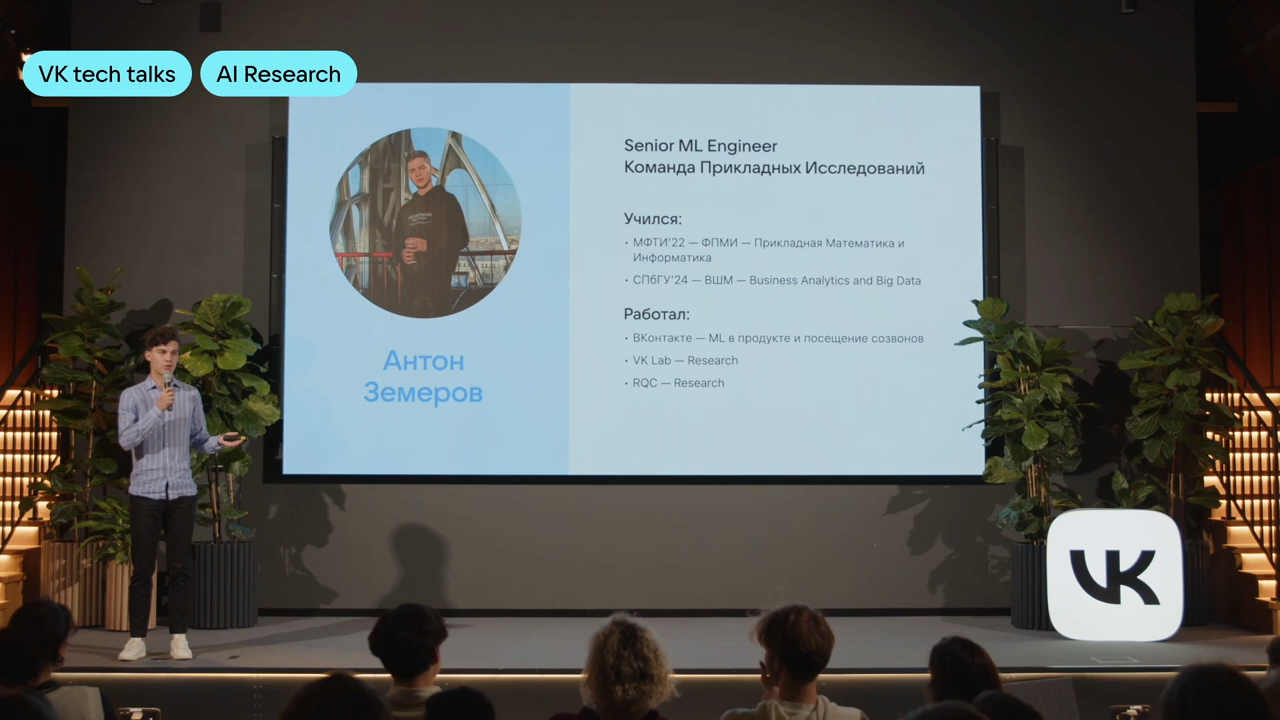 VK tech talks
AI Research
Senior ML Engineer
Команда Прикладных Исследований
Учился:
• МФТИ'22 — ФПМИ — Прикладная Математика и
Информатика
• СПбГУ'24 — ВШМ — Business Analytics and Big Data
Работал:
• ВКонтакте — ML в продукте и посещение созвонов
• VK Lab — Research
• RQC — Research
Антон
Земеров
VK